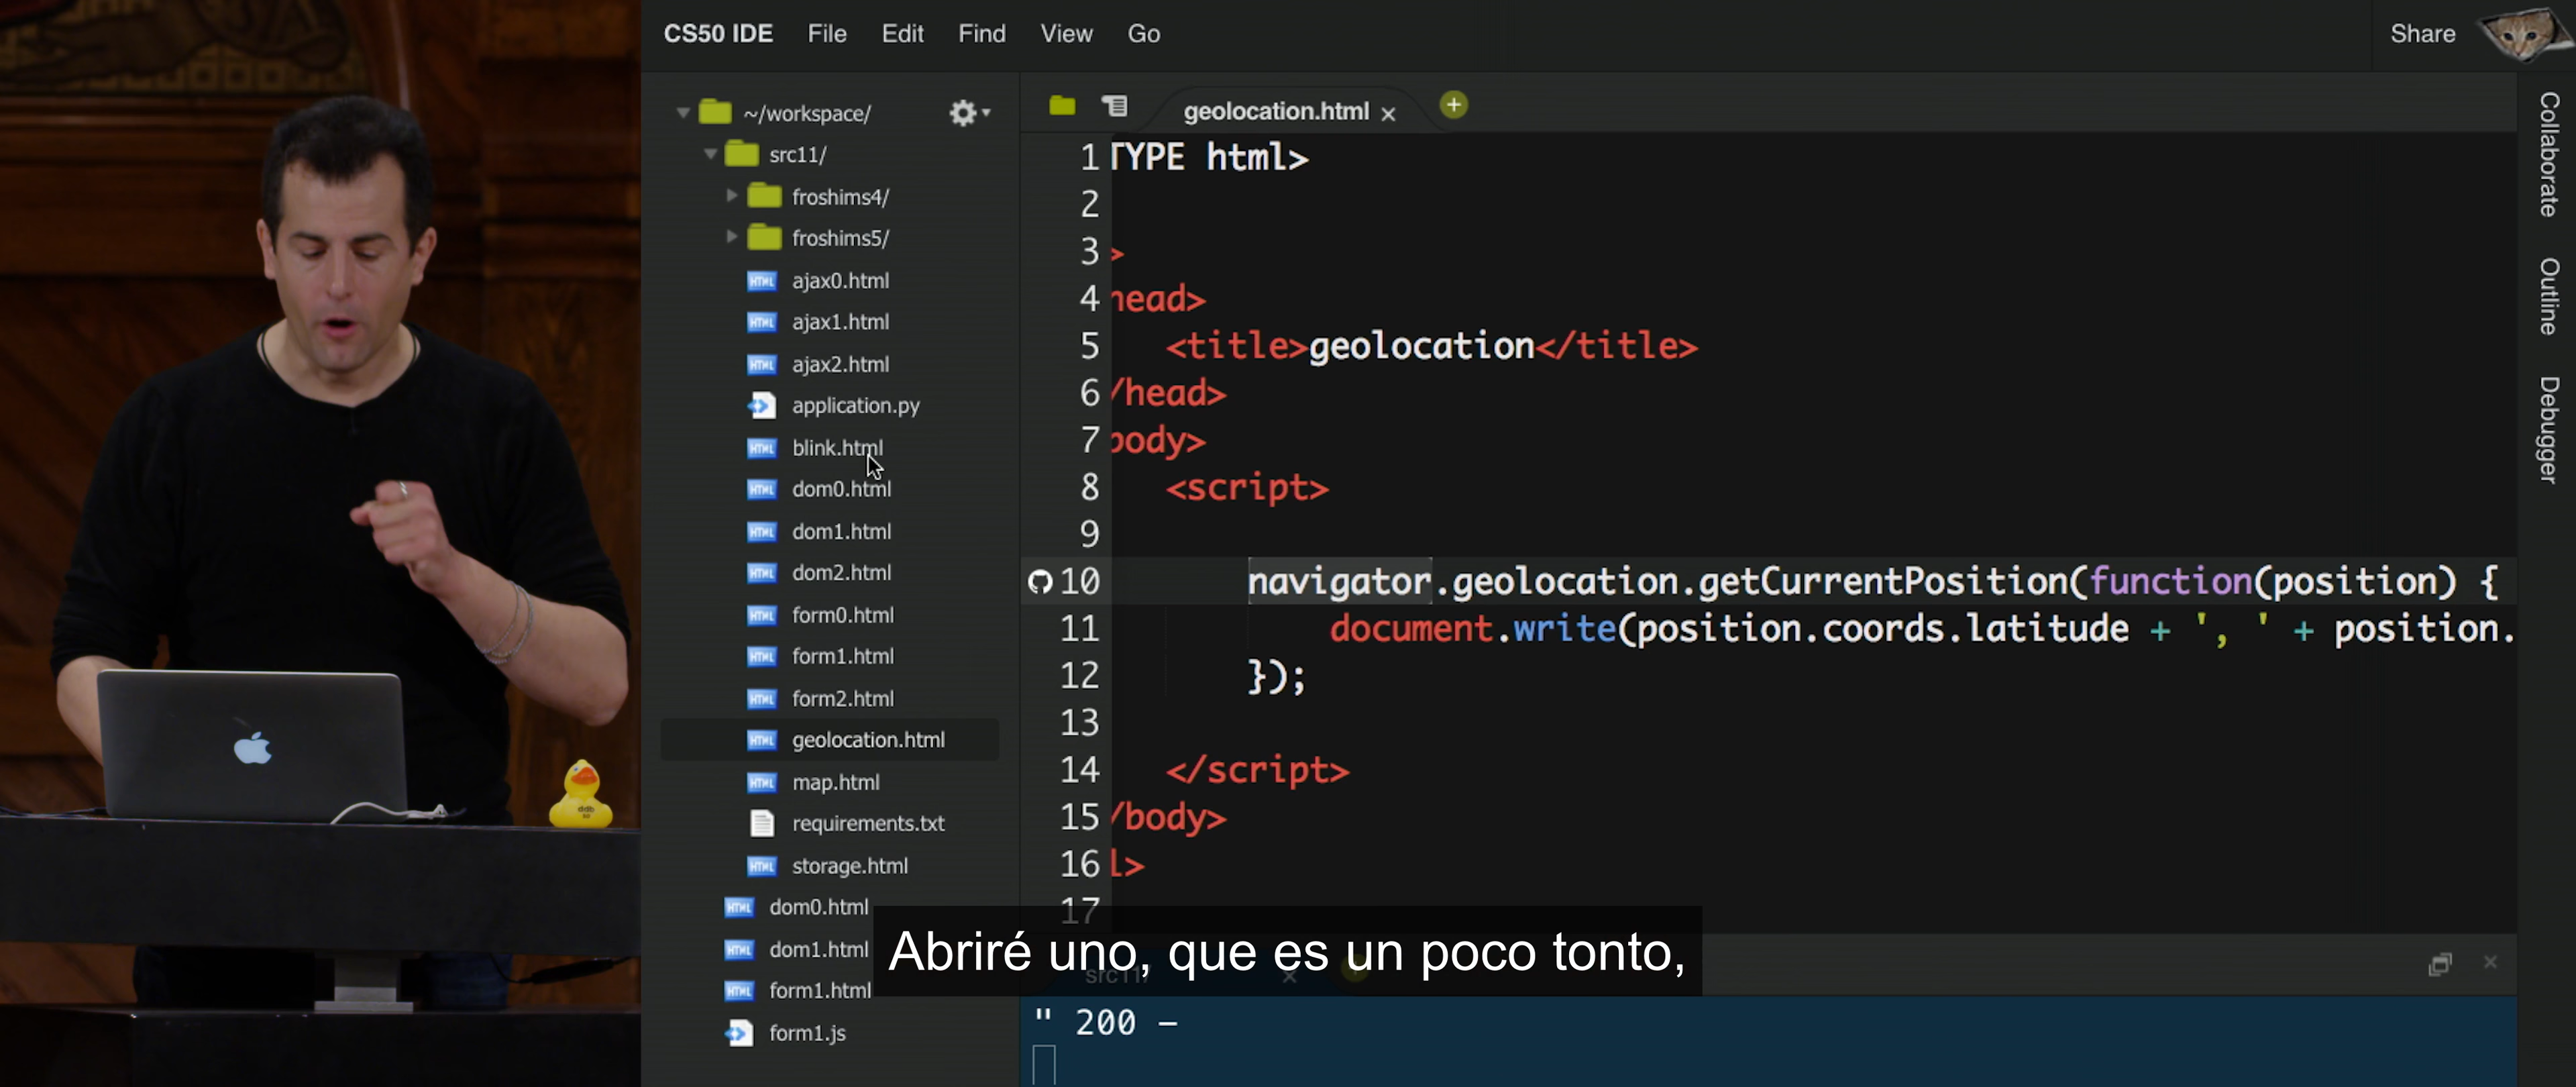 CS50 IDE File Edit Find View Go Share
~/workspace/
src11/
froshims4/
froshims5/
ajax0.html
ajax1.html
ajax2.html
application.py
blink.html
dom0.html
dom1.html
dom2.html
form0.html
form1.html
form2.html
geolocation.html
map.html
requirements.txt
storage.html
dom0.html
dom1.html
form1.html
form1.js
geolocation.html
1 TYPE html>
2
3 >
4 head>
5 <title>geolocation</title>
6 /head>
7 body>
8 <script>
9
10 navigator.geolocation.getCurrentPosition(function(position) {
11 document.write(position.coords.latitude + ', ' + position.
12 });
13
14 </script>
15 /body>
16 l>
17
Collaborate
Outline
Debugger
Abriré uno, que es un poco tonto,
" 200 -